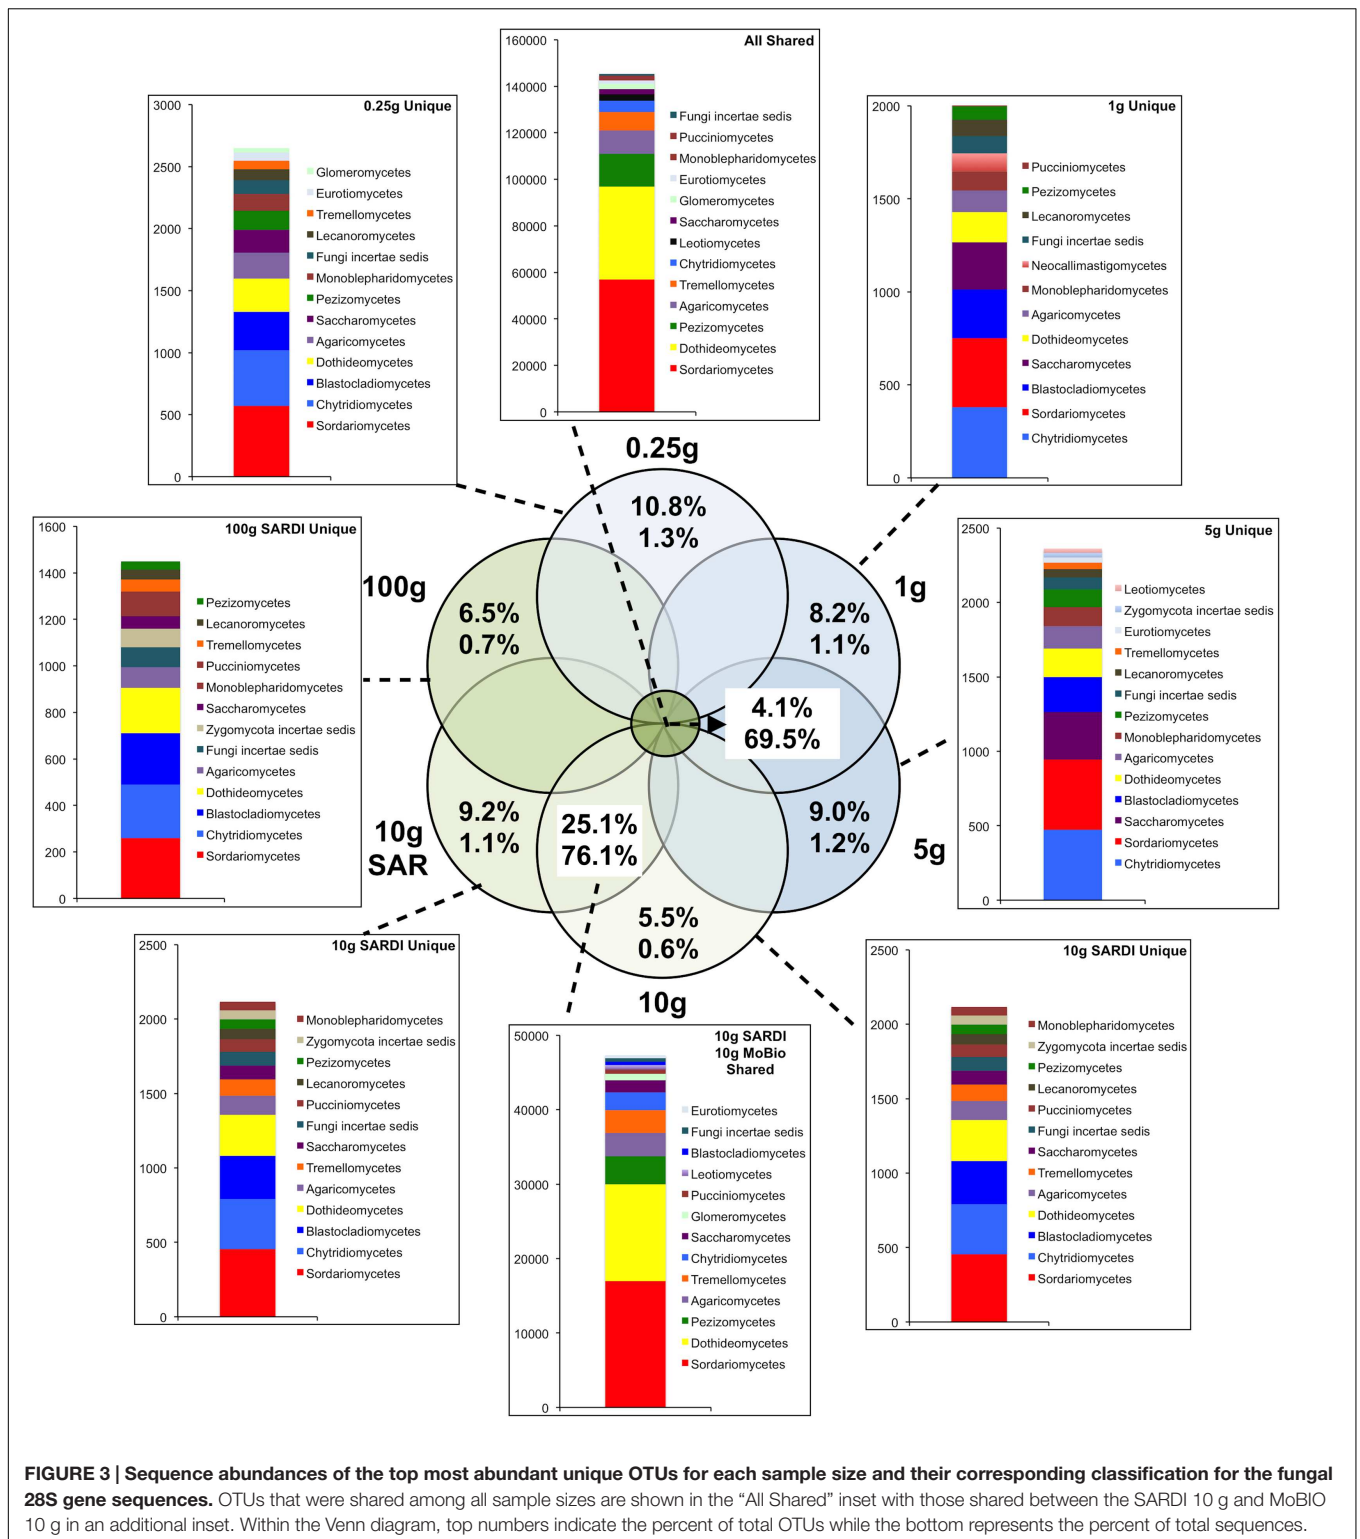 All Shared
160000
140000
120000
100000
80000
60000
40000
20000
0
Fungi incertae sedis
Pucciniomycetes
Monoblepharidomycetes
Eurotiomycetes
Glomeromycetes
Saccharomycetes
Leotiomycetes
Chytridiomycetes
Tremellomycetes
Agaricomycetes
Pezizomycetes
Dothideomycetes
Sordariomycetes
0.25g Unique
3000
2500
2000
1500
1000
500
0
Glomeromycetes
Eurotiomycetes
Tremellomycetes
Lecanoromycetes
Fungi incertae sedis
Monoblepharidomycetes
Pezizomycetes
Saccharomycetes
Agaricomycetes
Dothideomycetes
Blastocladiomycetes
Chytridiomycetes
Sordariomycetes
1g Unique
2000
1500
1000
500
0
Pucciniomycetes
Pezizomycetes
Lecanoromycetes
Fungi incertae sedis
Neocallimastigomycetes
Monoblepharidomycetes
Agaricomycetes
Dothideomycetes
Saccharomycetes
Blastocladiomycetes
Sordariomycetes
Chytridiomycetes
100g SARDI Unique
1600
1400
1200
1000
800
600
400
200
0
Pezizomycetes
Lecanoromycetes
Tremellomycetes
Pucciniomycetes
Monoblepharidomycetes
Saccharomycetes
Zygomycota incertae sedis
Fungi incertae sedis
Agaricomycetes
Dothideomycetes
Blastocladiomycetes
Chytridiomycetes
Sordariomycetes
0.25g
10.8%
1.3%
100g
6.5%
0.7%
1g
8.2%
1.1%
4.1%
69.5%
10g
SAR
9.2%
1.1%
25.1%
76.1%
9.0%
1.2%
5g
5.5%
0.6%
10g
5g Unique
2500
2000
1500
1000
500
0
Leotiomycetes
Zygomycota incertae sedis
Eurotiomycetes
Tremellomycetes
Lecanoromycetes
Fungi incertae sedis
Pezizomycetes
Monoblepharidomycetes
Agaricomycetes
Dothideomycetes
Blastocladiomycetes
Saccharomycetes
Sordariomycetes
Chytridiomycetes
10g SARDI Unique
2500
2000
1500
1000
500
0
Monoblepharidomycetes
Zygomycota incertae sedis
Pezizomycetes
Lecanoromycetes
Pucciniomycetes
Fungi incertae sedis
Saccharomycetes
Tremellomycetes
Agaricomycetes
Dothideomycetes
Blastocladiomycetes
Chytridiomycetes
Sordariomycetes
10g SARDI
10g MoBio
Shared
50000
40000
30000
20000
10000
0
Eurotiomycetes
Fungi incertae sedis
Blastocladiomycetes
Leotiomycetes
Pucciniomycetes
Glomeromycetes
Saccharomycetes
Chytridiomycetes
Tremellomycetes
Agaricomycetes
Pezizomycetes
Dothideomycetes
Sordariomycetes
10g SARDI Unique
2500
2000
1500
1000
500
0
Monoblepharidomycetes
Zygomycota incertae sedis
Pezizomycetes
Lecanoromycetes
Pucciniomycetes
Fungi incertae sedis
Saccharomycetes
Tremellomycetes
Agaricomycetes
Dothideomycetes
Blastocladiomycetes
Chytridiomycetes
Sordariomycetes
FIGURE 3 | Sequence abundances of the top most abundant unique OTUs for each sample size and their corresponding classification for the fungal
28S gene sequences. OTUs that were shared among all sample sizes are shown in the “All Shared” inset with those shared between the SARDI 10 g and MoBIO
10 g in an additional inset. Within the Venn diagram, top numbers indicate the percent of total OTUs while the bottom represents the percent of total sequences.